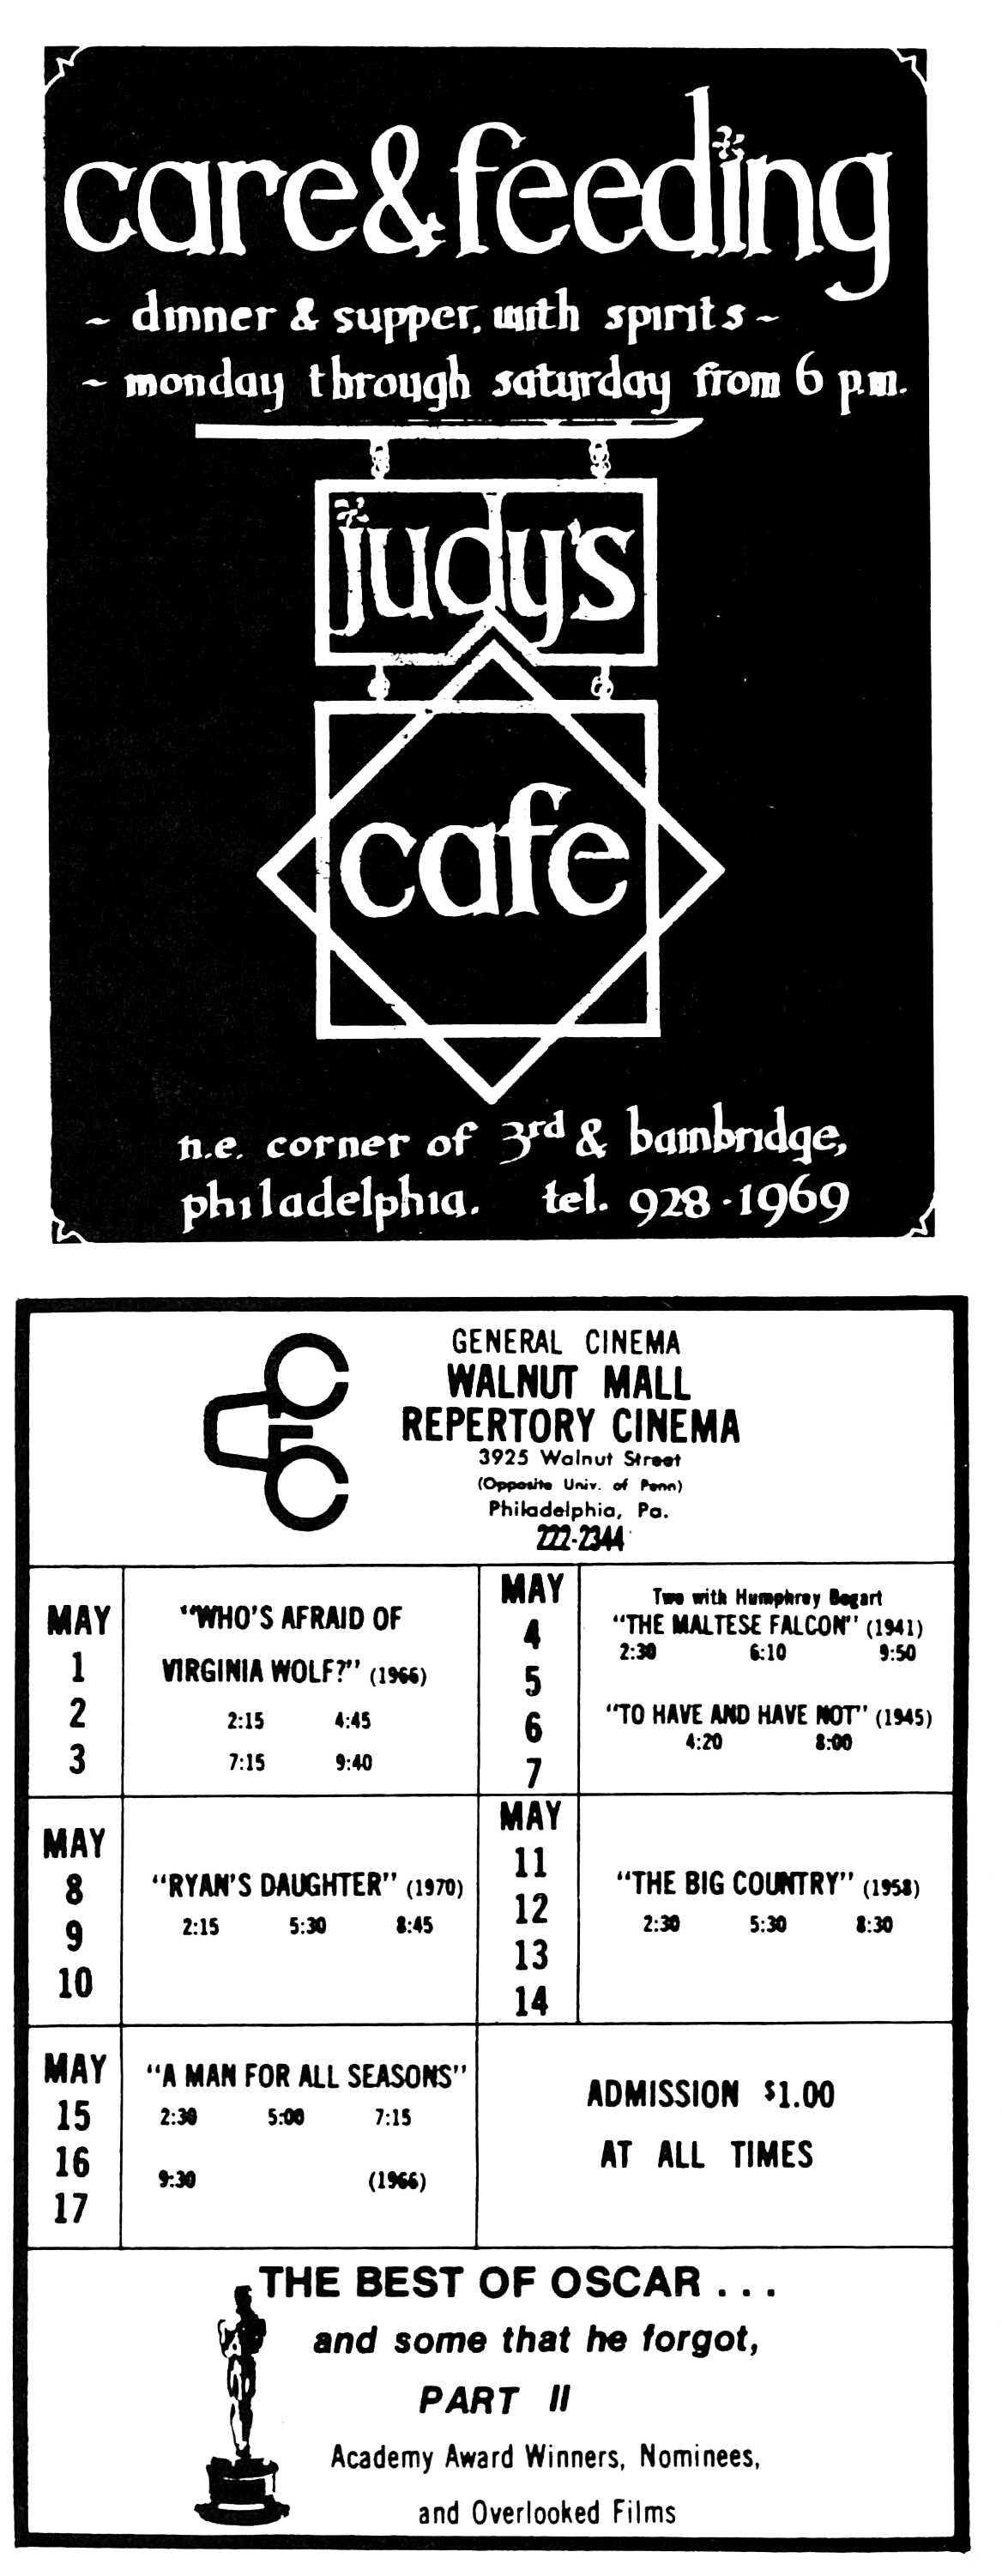 care&feeding
~ dinner & supper, with spirits ~
~ monday through saturday from 6 p.m.
judy's
cafe
n.e. corner of 3rd & bambridge,
philadelphia. tel. 928-1969
GENERAL CINEMA
WALNUT MALL
REPERTORY CINEMA
3925 Walnut Street
(Opposite Univ. of Penn)
Philadelphia, Pa.
222-2344
MAY
1
2
3
"WHO'S AFRAID OF
VIRGINIA WOLF?" (1966)
2:15 4:45
7:15 9:40
MAY
4
5
6
7
Two with Humphrey Bogart
"THE MALTESE FALCON" (1941)
2:30 6:10 9:50
"TO HAVE AND HAVE NOT" (1945)
4:20 8:00
MAY
8
9
10
"RYAN'S DAUGHTER" (1970)
2:15 5:30 8:45
MAY
11
12
13
14
"THE BIG COUNTRY" (1958)
2:30 5:30 8:30
MAY
15
16
17
"A MAN FOR ALL SEASONS"
2:30 5:00 7:15
9:30 (1966)
ADMISSION $1.00
AT ALL TIMES
THE BEST OF OSCAR . . .
and some that he forgot,
PART II
Academy Award Winners, Nominees,
and Overlooked Films